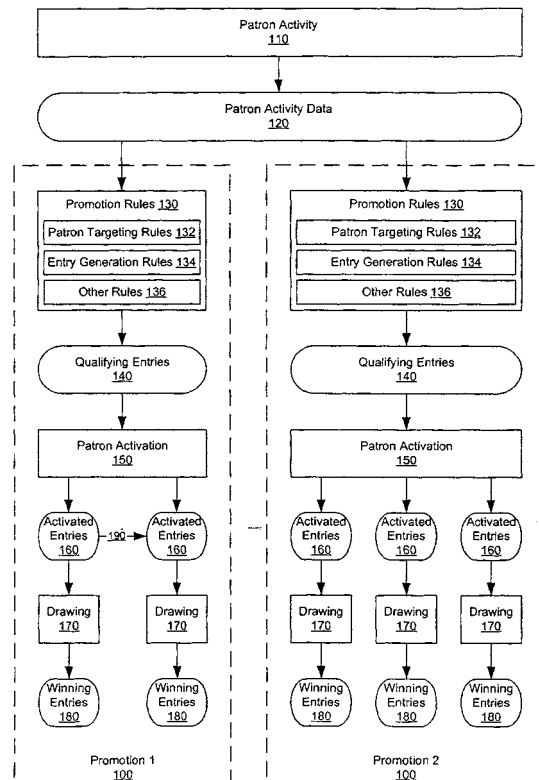 Patron Activity
110
Patron Activity Data
120
Promotion Rules 130
Patron Targeting Rules 132
Entry Generation Rules 134
Other Rules 136
Qualifying Entries
140
Patron Activation
150
Activated Entries 160
190
Activated Entries 160
Drawing 170
Drawing 170
Winning Entries 180
Winning Entries 180
Promotion 1
100
Promotion Rules 130
Patron Targeting Rules 132
Entry Generation Rules 134
Other Rules 136
Qualifying Entries
140
Patron Activation
150
Activated Entries 160
Activated Entries 160
Activated Entries 160
Drawing 170
Drawing 170
Drawing 170
Winning Entries 180
Winning Entries 180
Winning Entries 180
Promotion 2
100